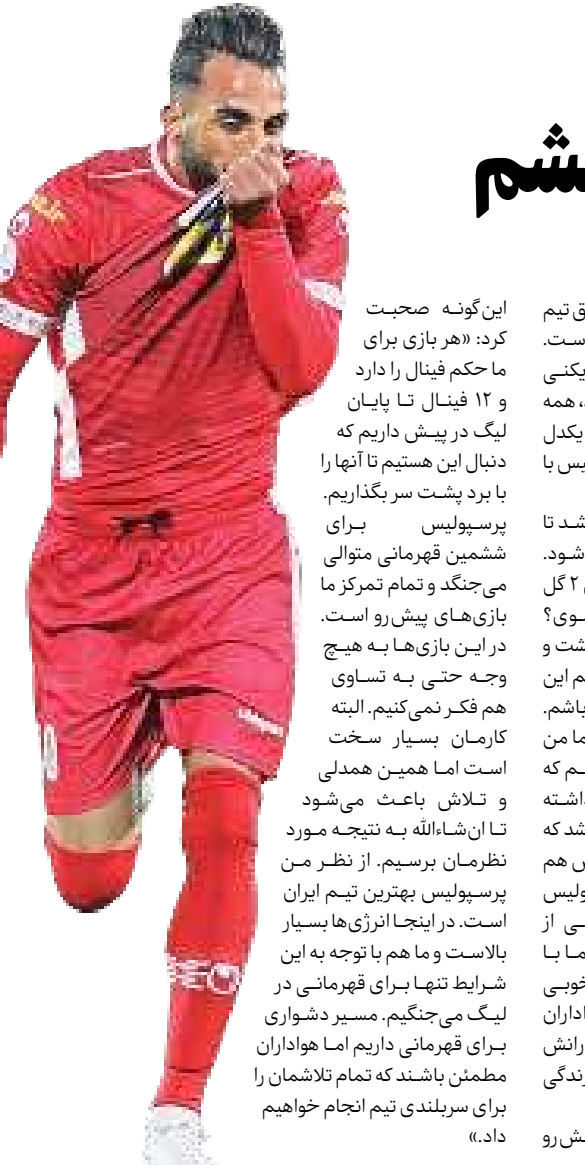 شم
ق تیم
است.
یکنی
، همه
یکدل
یس با
شد تا
شود.
۲ گل
سوی؟
شت و
م این
باشم.
ما من
م که
اشته
شد که
س هم
ولیس
ی از
ما با
خوبی
اداران
رانش
زندگی
ش‌رو
این‌گونه صحبت
کرد: «هر بازی برای
ما حکم فینال را دارد
و ۱۲ فینال تا پایان
لیگ در پیش داریم که
دنبال این هستیم تا آنها را
با برد پشت سر بگذاریم.
پرسپولیس برای
ششمین قهرمانی متوالی
می‌جنگد و تمام تمرکز ما
بازی‌های پیش‌رو است.
در این بازی‌ها به هیچ
وجه حتی به تساوی
هم فکر نمی‌کنیم. البته
کارمان بسیار سخت
است اما همین همدلی
و تلاش باعث می‌شود
تا ان‌شاءالله به نتیجه مورد
نظرمان برسیم. از نظر من
پرسپولیس بهترین تیم ایران
است. در اینجا انرژی‌ها بسیار
بالاست و ما هم با توجه به این
شرایط تنها برای قهرمانی در
لیگ می‌جنگیم. مسیر دشواری
برای قهرمانی داریم اما هواداران
مطمئن باشند که تمام تلاشمان را
برای سربلندی تیم انجام خواهیم
داد.»